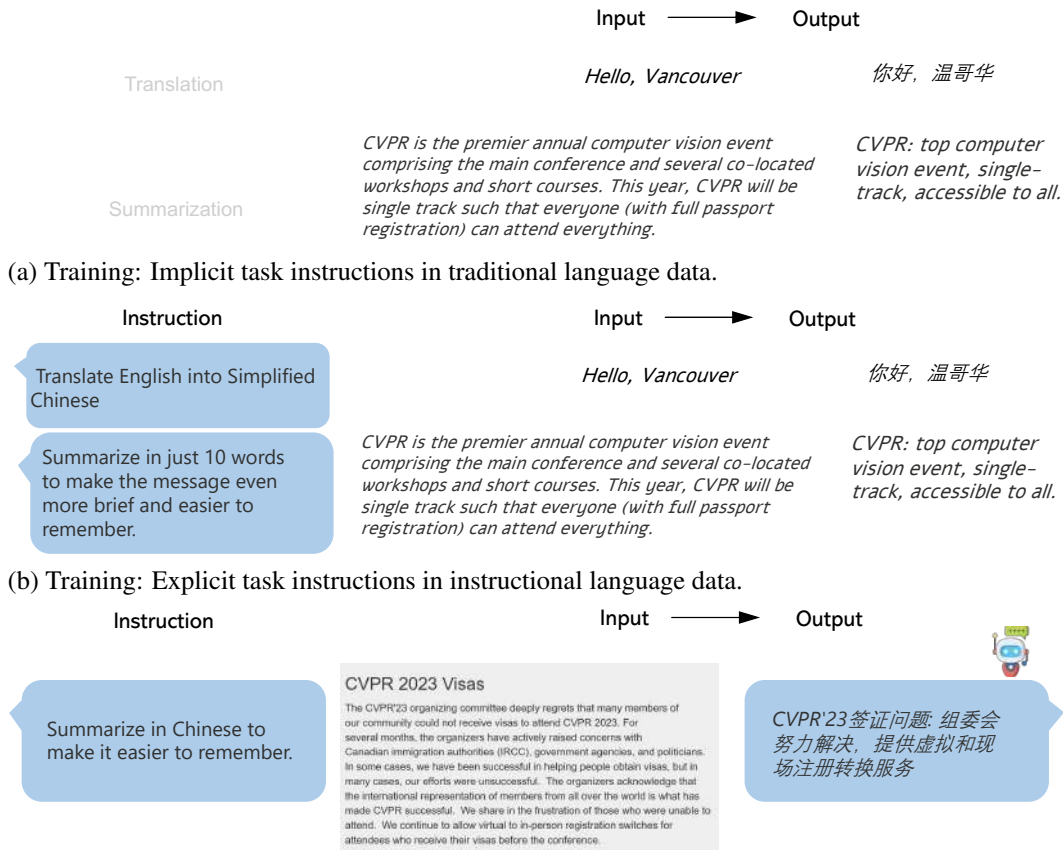 Input Output
Translation
Hello, Vancouver
你好，温哥华
Summarization
CVPR is the premier annual computer vision event
comprising the main conference and several co-located
workshops and short courses. This year, CVPR will be
single track such that everyone (with full passport
registration) can attend everything.
CVPR: top computer
vision event, single-
track, accessible to all.
(a) Training: Implicit task instructions in traditional language data.
Instruction
Input Output
Translate English into Simplified
Chinese
Hello, Vancouver
你好，温哥华
Summarize in just 10 words
to make the message even
more brief and easier to
remember.
CVPR is the premier annual computer vision event
comprising the main conference and several co-located
workshops and short courses. This year, CVPR will be
single track such that everyone (with full passport
registration) can attend everything.
CVPR: top computer
vision event, single-
track, accessible to all.
(b) Training: Explicit task instructions in instructional language data.
Instruction
Input Output
Summarize in Chinese to
make it easier to remember.
CVPR 2023 Visas
The CVPR'23 organizing committee deeply regrets that many members of
our community could not receive visas to attend CVPR 2023. For
several months, the organizers have actively raised concerns with
Canadian immigration authorities (IRCC), government agencies, and politicians.
In some cases, we have been successful in helping people obtain visas, but in
many cases, our efforts were unsuccessful. The organizers acknowledge that
the international representation of members from all over the world is what has
made CVPR successful. We share in the frustration of those who were unable to
attend. We continue to allow virtual to in-person registration switches for
attendees who receive their visas before the conference.
CVPR'23签证问题: 组委会
努力解决，提供虚拟和现
场注册转换服务